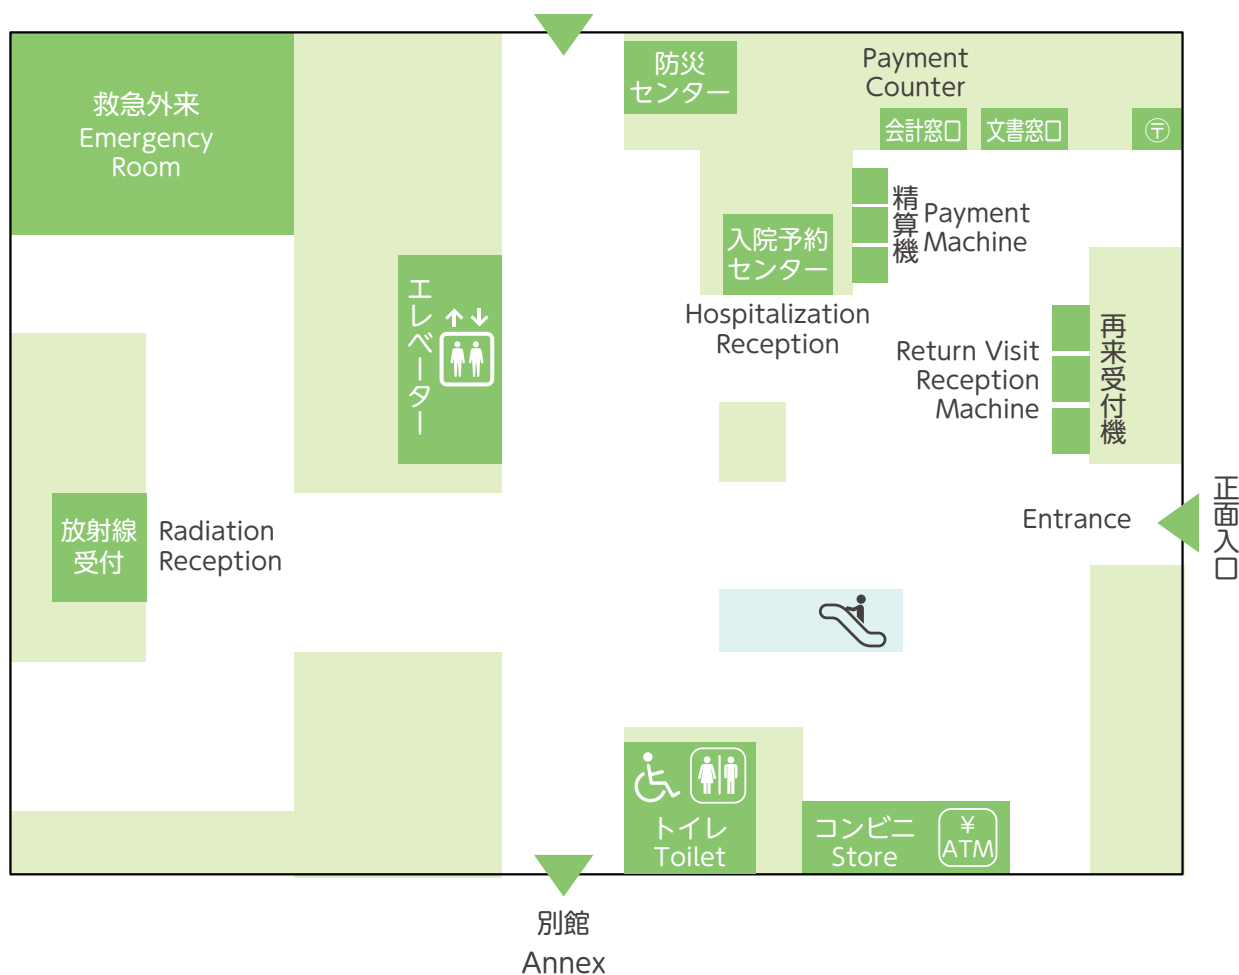 救急外来
Emergency
Room
防災
センター
Payment
Counter
会計窓口
文書窓口
〒
精算機
Payment
Machine
入院予約
センター
Hospitalization
Reception
エレベーター
Return Visit
Reception
Machine
再来受付機
放射線
受付
Radiation
Reception
Entrance
正面入口
トイレ
Toilet
コンビニ
Store
¥
ATM
別館
Annex